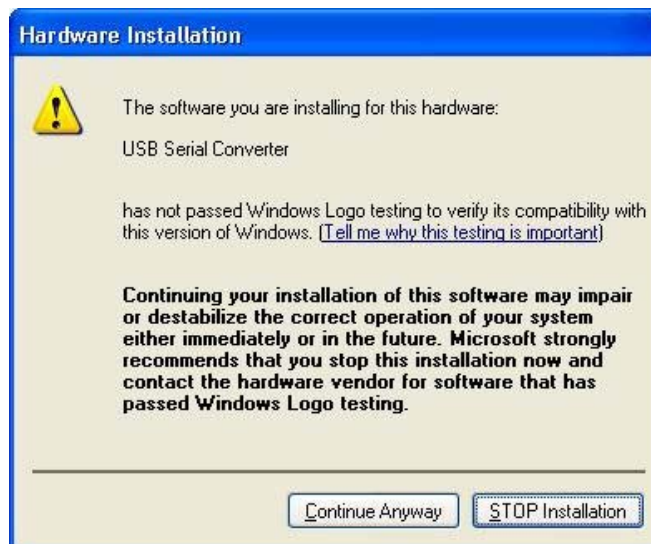 Hardware Installation
The software you are installing for this hardware:
USB Serial Converter
has not passed Windows Logo testing to verify its compatibility with
this version of Windows. (Tell me why this testing is important)
Continuing your installation of this software may impair
or destabilize the correct operation of your system
either immediately or in the future. Microsoft strongly
recommends that you stop this installation now and
contact the hardware vendor for software that has
passed Windows Logo testing.
Continue Anyway STOP Installation